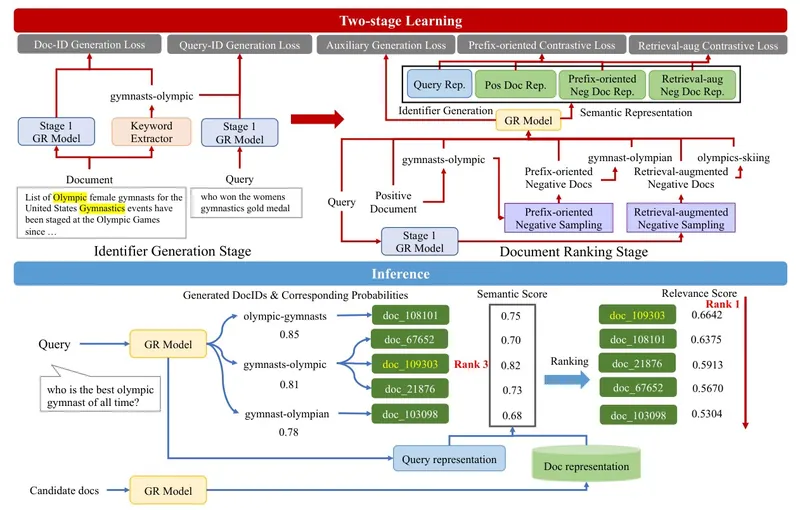 Two-stage Learning
Doc-ID Generation Loss
Query-ID Generation Loss
Auxiliary Generation Loss
Prefix-oriented Contrastive Loss
Retrieval-aug Contrastive Loss
gymnasts-olympic
Stage 1
GR Model
Keyword
Extractor
Stage 1
GR Model
Document
Query
List of Olympic female gymnasts for the
United States Gymnastics events have
been staged at the Olympic Games
since …
who won the womens
gymnastics gold medal
Identifier Generation Stage
Query Rep.
Pos Doc Rep.
Prefix-oriented
Neg Doc Rep.
Retrieval-aug
Neg Doc Rep.
Identifier Generation
GR Model
Semantic Representation
gymnasts-olympic
gymnast-olympian
olympics-skiing
Prefix-oriented
Negative Docs
Retrieval-augmented
Negative Docs
Query
Positive
Document
Prefix-oriented
Negative Sampling
Retrieval-augmented
Negative Sampling
Stage 1
GR Model
Document Ranking Stage
Inference
Generated DocIDs & Corresponding Probabilities
Semantic Score
Relevance Score
Rank 1
Query
GR Model
who is the best olympic
gymnast of all time?
olympic-gymnasts
0.85
gymnasts-olympic
0.81
gymnast-olympian
0.78
doc_108101
doc_67652
doc_109303
doc_21876
doc_103098
Rank 3
0.75
0.70
0.82
0.73
0.68
Ranking
doc_109303 0.6642
doc_108101 0.6375
doc_21876 0.5913
doc_67652 0.5670
doc_103098 0.5304
Query representation
Doc representation
Candidate docs
GR Model